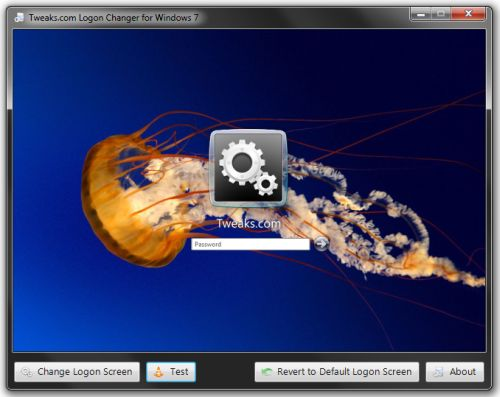 Tweaks.com Logon Changer for Windows 7
Tweaks.com
Password
Change Logon Screen
Test
Revert to Default Logon Screen
About